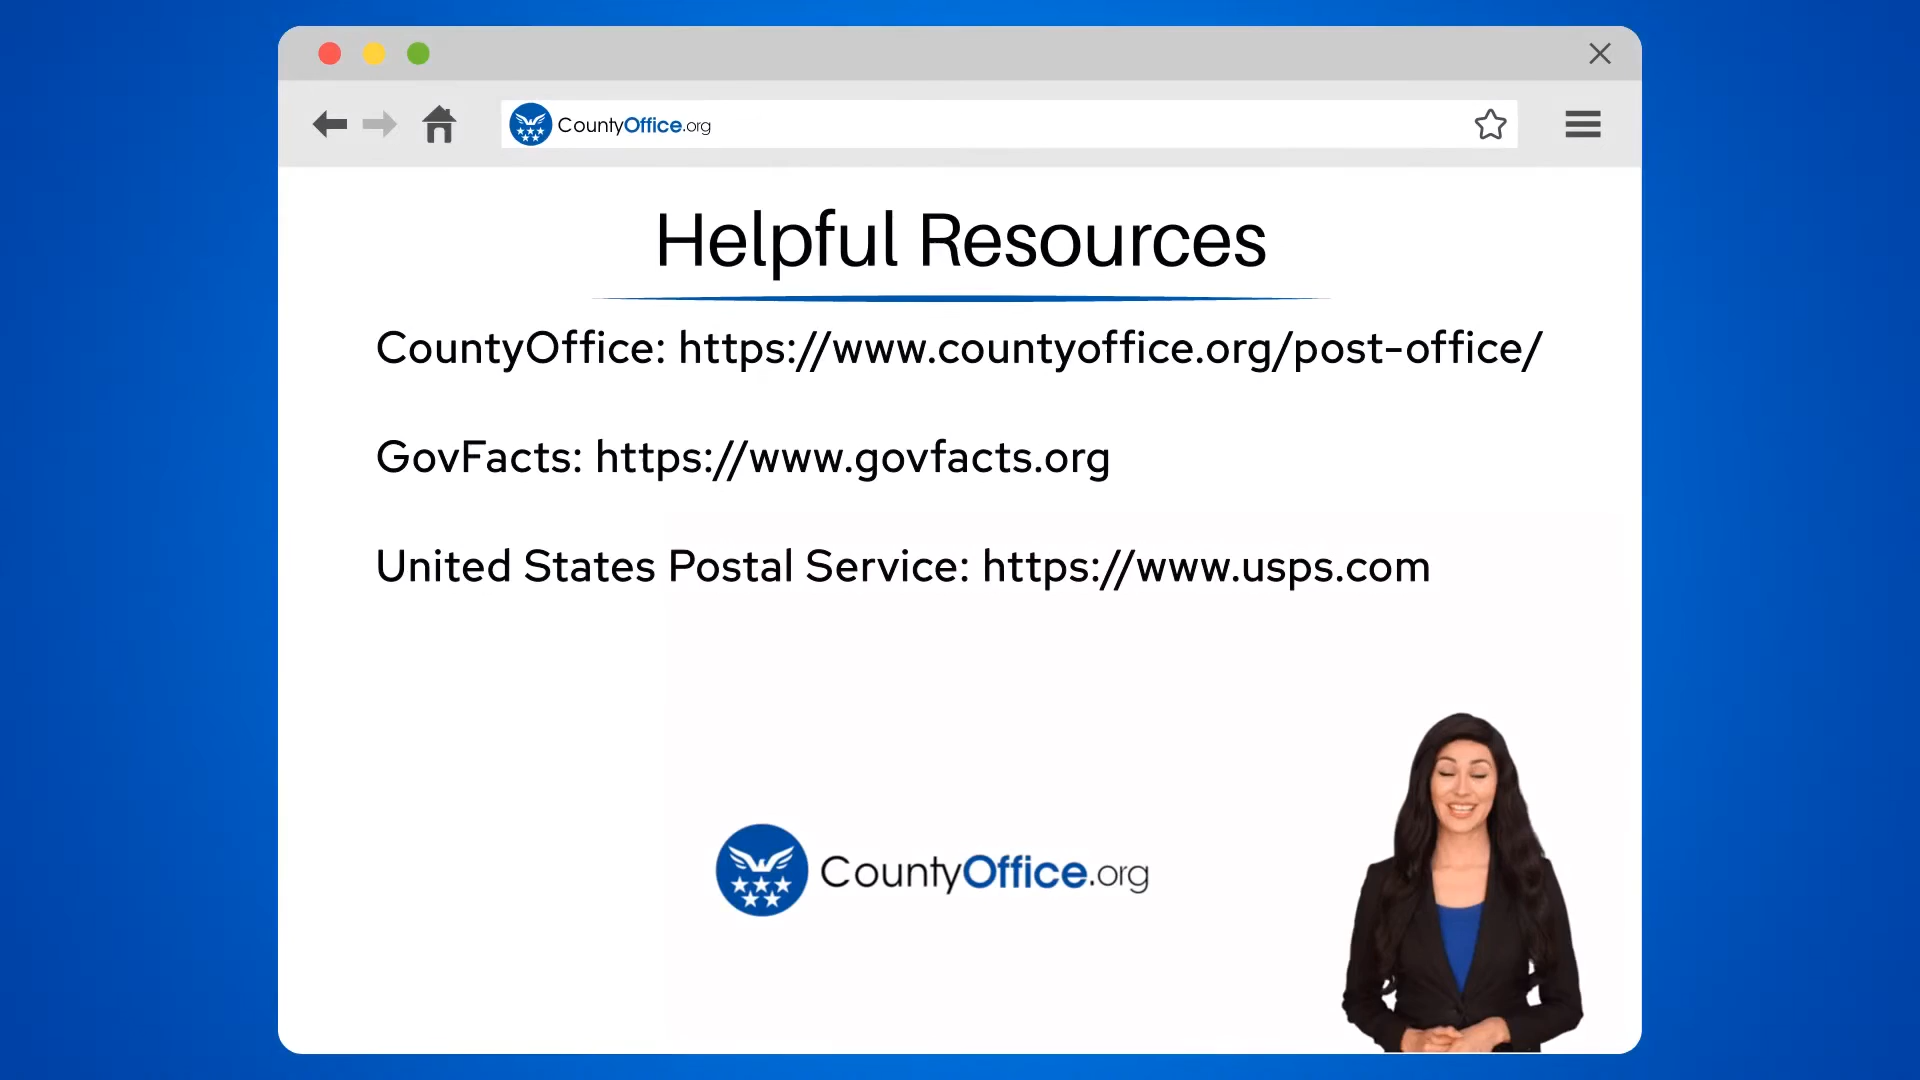 CountyOffice.org
Helpful Resources
CountyOffice: https://www.countyoffice.org/post-office/
GovFacts: https://www.govfacts.org
United States Postal Service: https://www.usps.com
CountyOffice.org